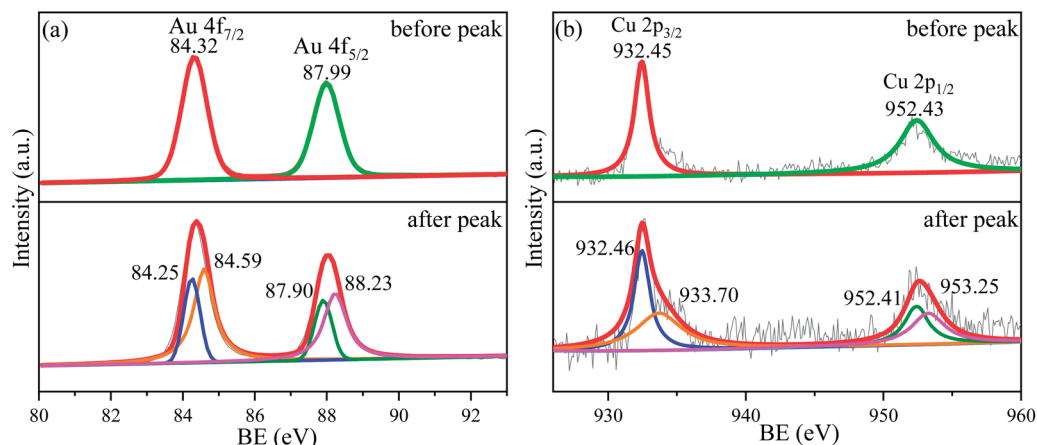 (a)
Au 4f7/2
84.32
Au 4f5/2
87.99
before peak
after peak
84.25
84.59
87.90
88.23
Intensity (a.u.)
80 82 84 86 88 90 92
BE (eV)
(b)
Cu 2p3/2
932.45
Cu 2p1/2
952.43
before peak
after peak
932.46
933.70
952.41
953.25
Intensity (a.u.)
930 940 950 960
BE (eV)